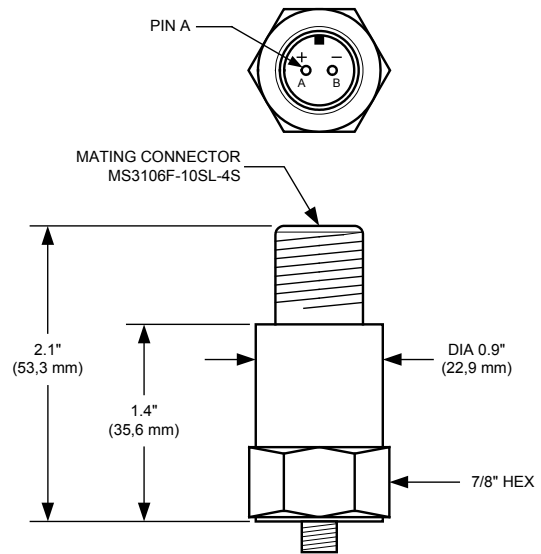 PIN A
+ −
A B
MATING CONNECTOR
MS3106F-10SL-4S
2.1"
(53,3 mm)
1.4"
(35,6 mm)
DIA 0.9"
(22,9 mm)
7/8" HEX